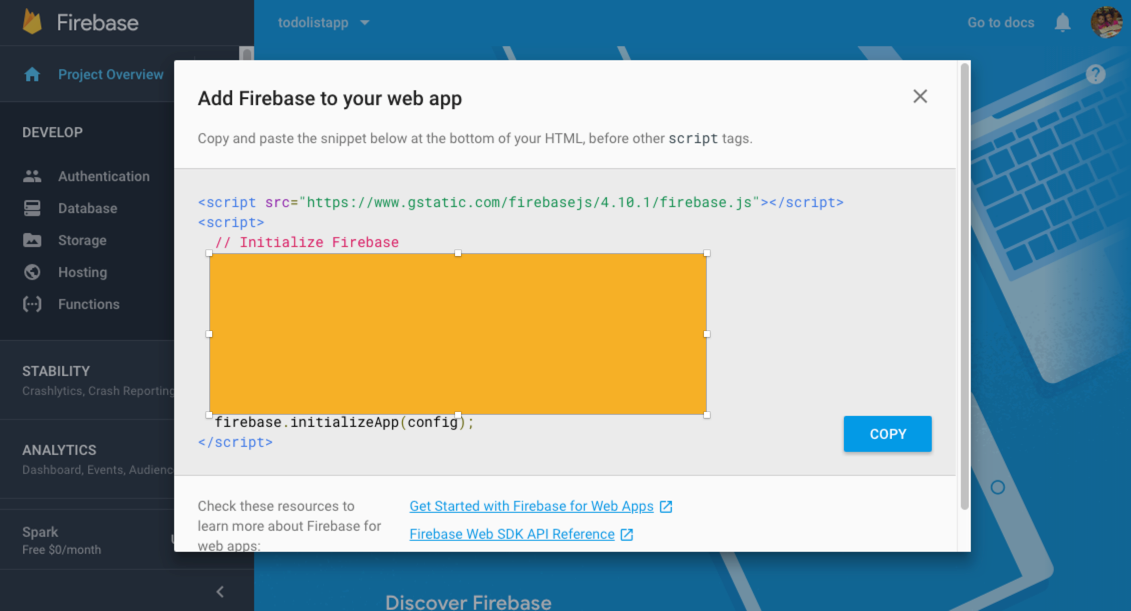 Firebase
todolistapp
Go to docs
Project Overview
DEVELOP
Authentication
Database
Storage
Hosting
Functions
STABILITY
Crashlytics, Crash Reporting
ANALYTICS
Dashboard, Events, Audienc
Spark
Free $0/month
Add Firebase to your web app
Copy and paste the snippet below at the bottom of your HTML, before other script tags.
<script src="https://www.gstatic.com/firebasejs/4.10.1/firebase.js"></script>
<script>
// Initialize Firebase
firebase.initializeApp(config);
</script>
COPY
Check these resources to
learn more about Firebase for
web apps:
Get Started with Firebase for Web Apps
Firebase Web SDK API Reference
Discover Firebase